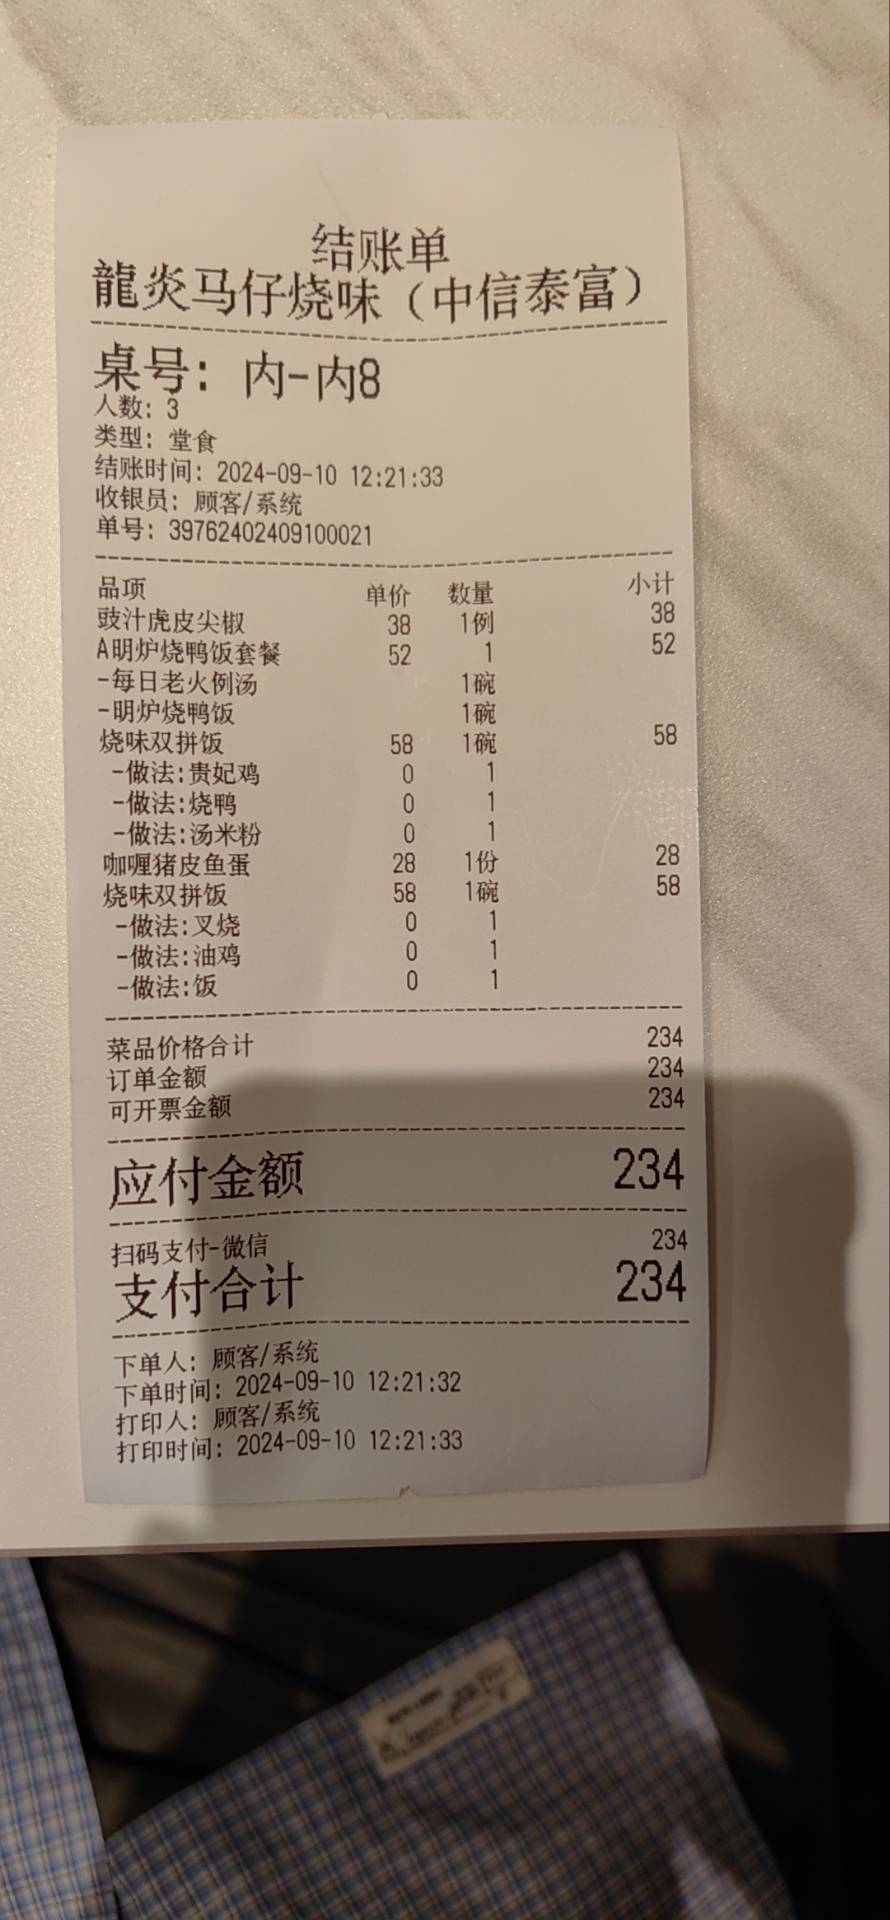 结账单
龍炎马仔烧味（中信泰富）
桌号: 内-内8
人数: 3
类型: 堂食
结账时间: 2024-09-10 12:21:33
收银员: 顾客/系统
单号: 39762402409100021
品项 单价 数量 小计
豉汁虎皮尖椒 38 1例 38
A明炉烧鸭饭套餐 52 1 52
-每日老火例汤 1碗
-明炉烧鸭饭 1碗
烧味双拼饭 58 1碗 58
-做法:贵妃鸡 0 1
-做法:烧鸭 0 1
-做法:汤米粉 0 1
咖喱猪皮鱼蛋 28 1份 28
烧味双拼饭 58 1碗 58
-做法:叉烧 0 1
-做法:油鸡 0 1
-做法:饭 0 1
菜品价格合计 234
订单金额 234
可开票金额 234
应付金额 234
扫码支付-微信 234
支付合计 234
下单人: 顾客/系统
下单时间: 2024-09-10 12:21:32
打印人: 顾客/系统
打印时间: 2024-09-10 12:21:33